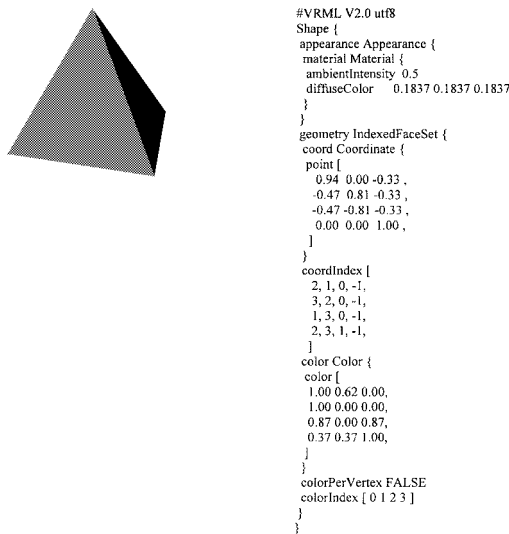 #VRML V2.0 utf8
Shape {
appearance Appearance {
material Material {
ambientIntensity 0.5
diffuseColor 0.1837 0.1837 0.1837
}
}
geometry IndexedFaceSet {
coord Coordinate {
point [
0.94 0.00 -0.33 ,
-0.47 0.81 -0.33 ,
-0.47 -0.81 -0.33 ,
0.00 0.00 1.00 ,
]
}
coordIndex [
2, 1, 0, -1,
3, 2, 0, -1,
1, 3, 0, -1,
2, 3, 1, -1,
]
color Color {
color [
1.00 0.62 0.00,
1.00 0.00 0.00,
0.87 0.00 0.87,
0.37 0.37 1.00,
]
}
colorPerVertex FALSE
colorIndex [ 0 1 2 3 ]
}
}